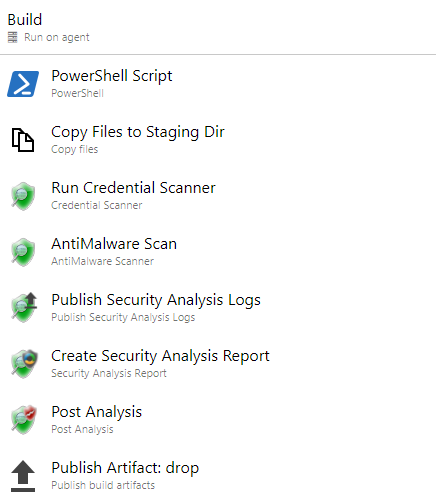 Build
Run on agent
PowerShell Script
PowerShell
Copy Files to Staging Dir
Copy files
Run Credential Scanner
Credential Scanner
AntiMalware Scan
AntiMalware Scanner
Publish Security Analysis Logs
Publish Security Analysis Logs
Create Security Analysis Report
Security Analysis Report
Post Analysis
Post Analysis
Publish Artifact: drop
Publish build artifacts